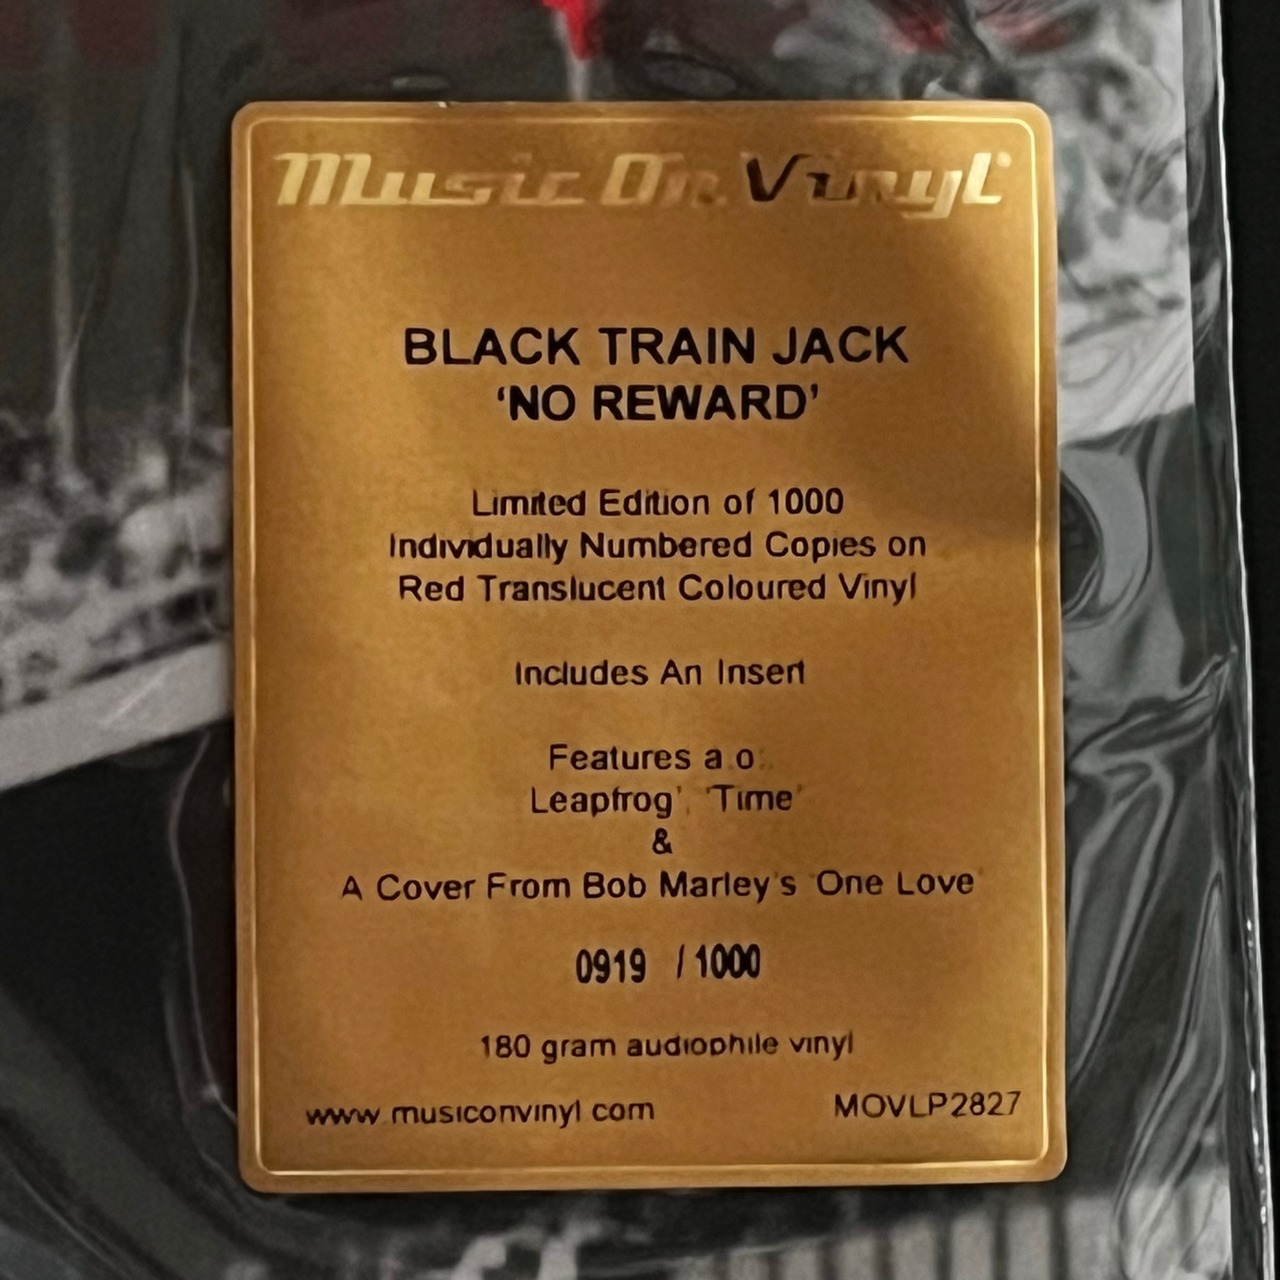 Music On Vinyl
BLACK TRAIN JACK
‘NO REWARD’
Limited Edition of 1000
Individually Numbered Copies on
Red Translucent Coloured Vinyl
Includes An Insert
Features a.o.:
Leapfrog’, ‘Time’
&
A Cover From Bob Marley's ‘One Love’
0919 / 1000
180 gram audiophile vinyl
www.musiconvinyl.com
MOVLP2827